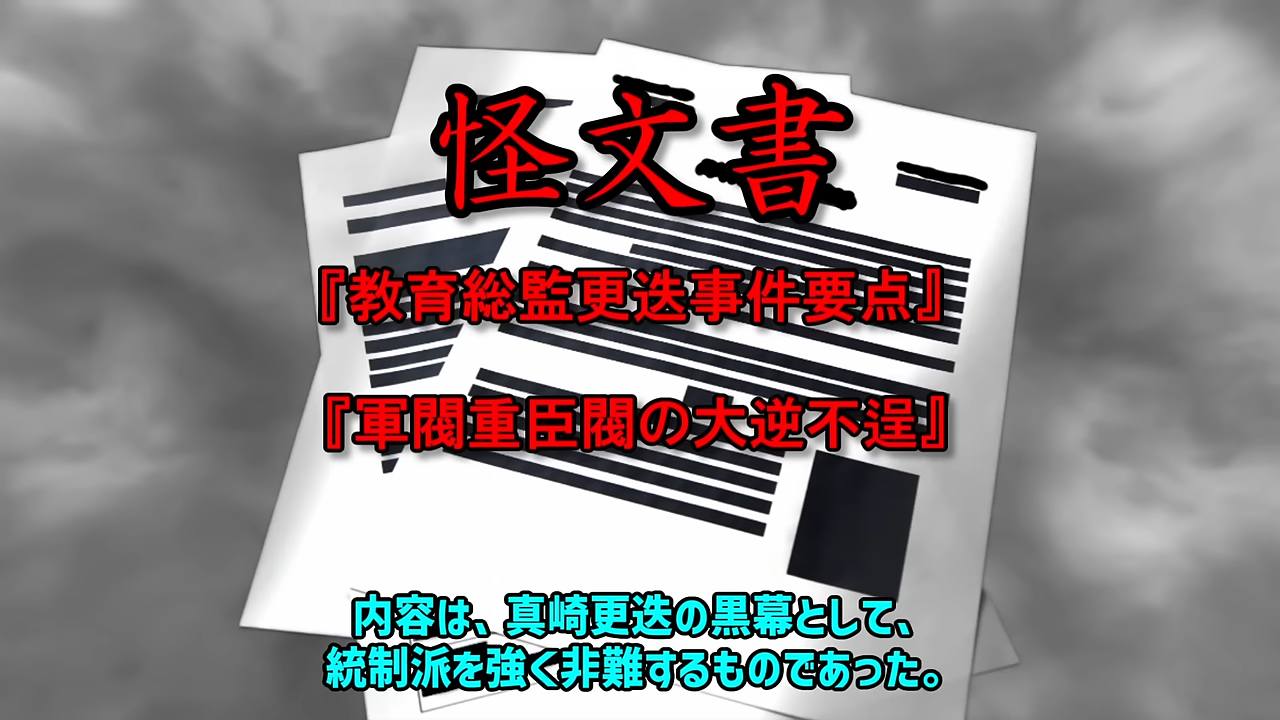 怪文書
『教育総監更迭事件要点』
『軍閥重臣閥の大逆不逞』
内容は、真崎更迭の黒幕として、
統制派を強く非難するものであった。